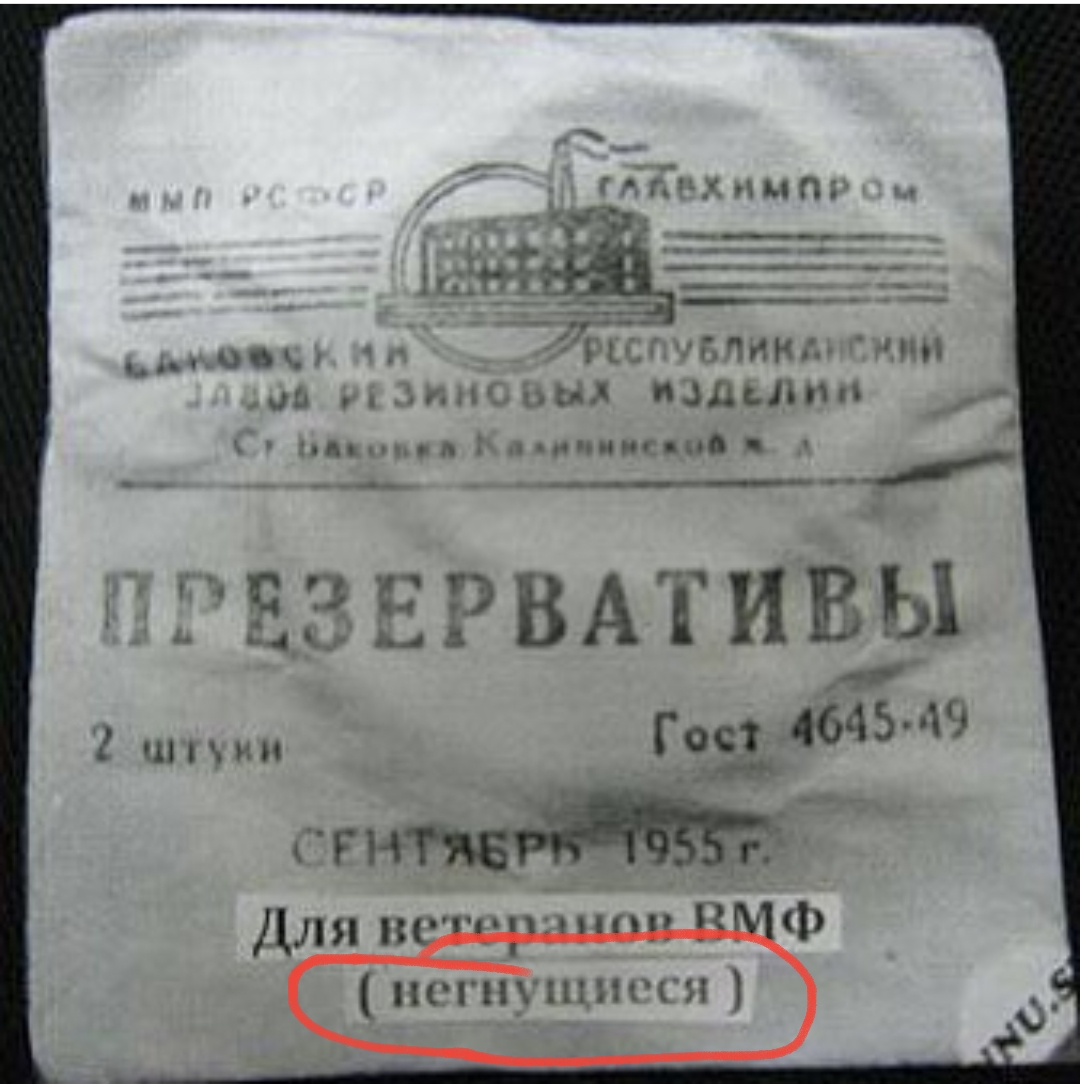 ММП РСФСР ГЛАВХИМПРОМ
БАКОВСКИЙ РЕСПУБЛИКАНСКИЙ
ЗАВОД РЕЗИНОВЫХ ИЗДЕЛИЙ
Ст Баковка Калининской ж. д
ПРЕЗЕРВАТИВЫ
2 штуки Гост 4645-49
СЕНТЯБРЬ 1955 г.
Для ветеранов ВМФ
( негнущиеся )